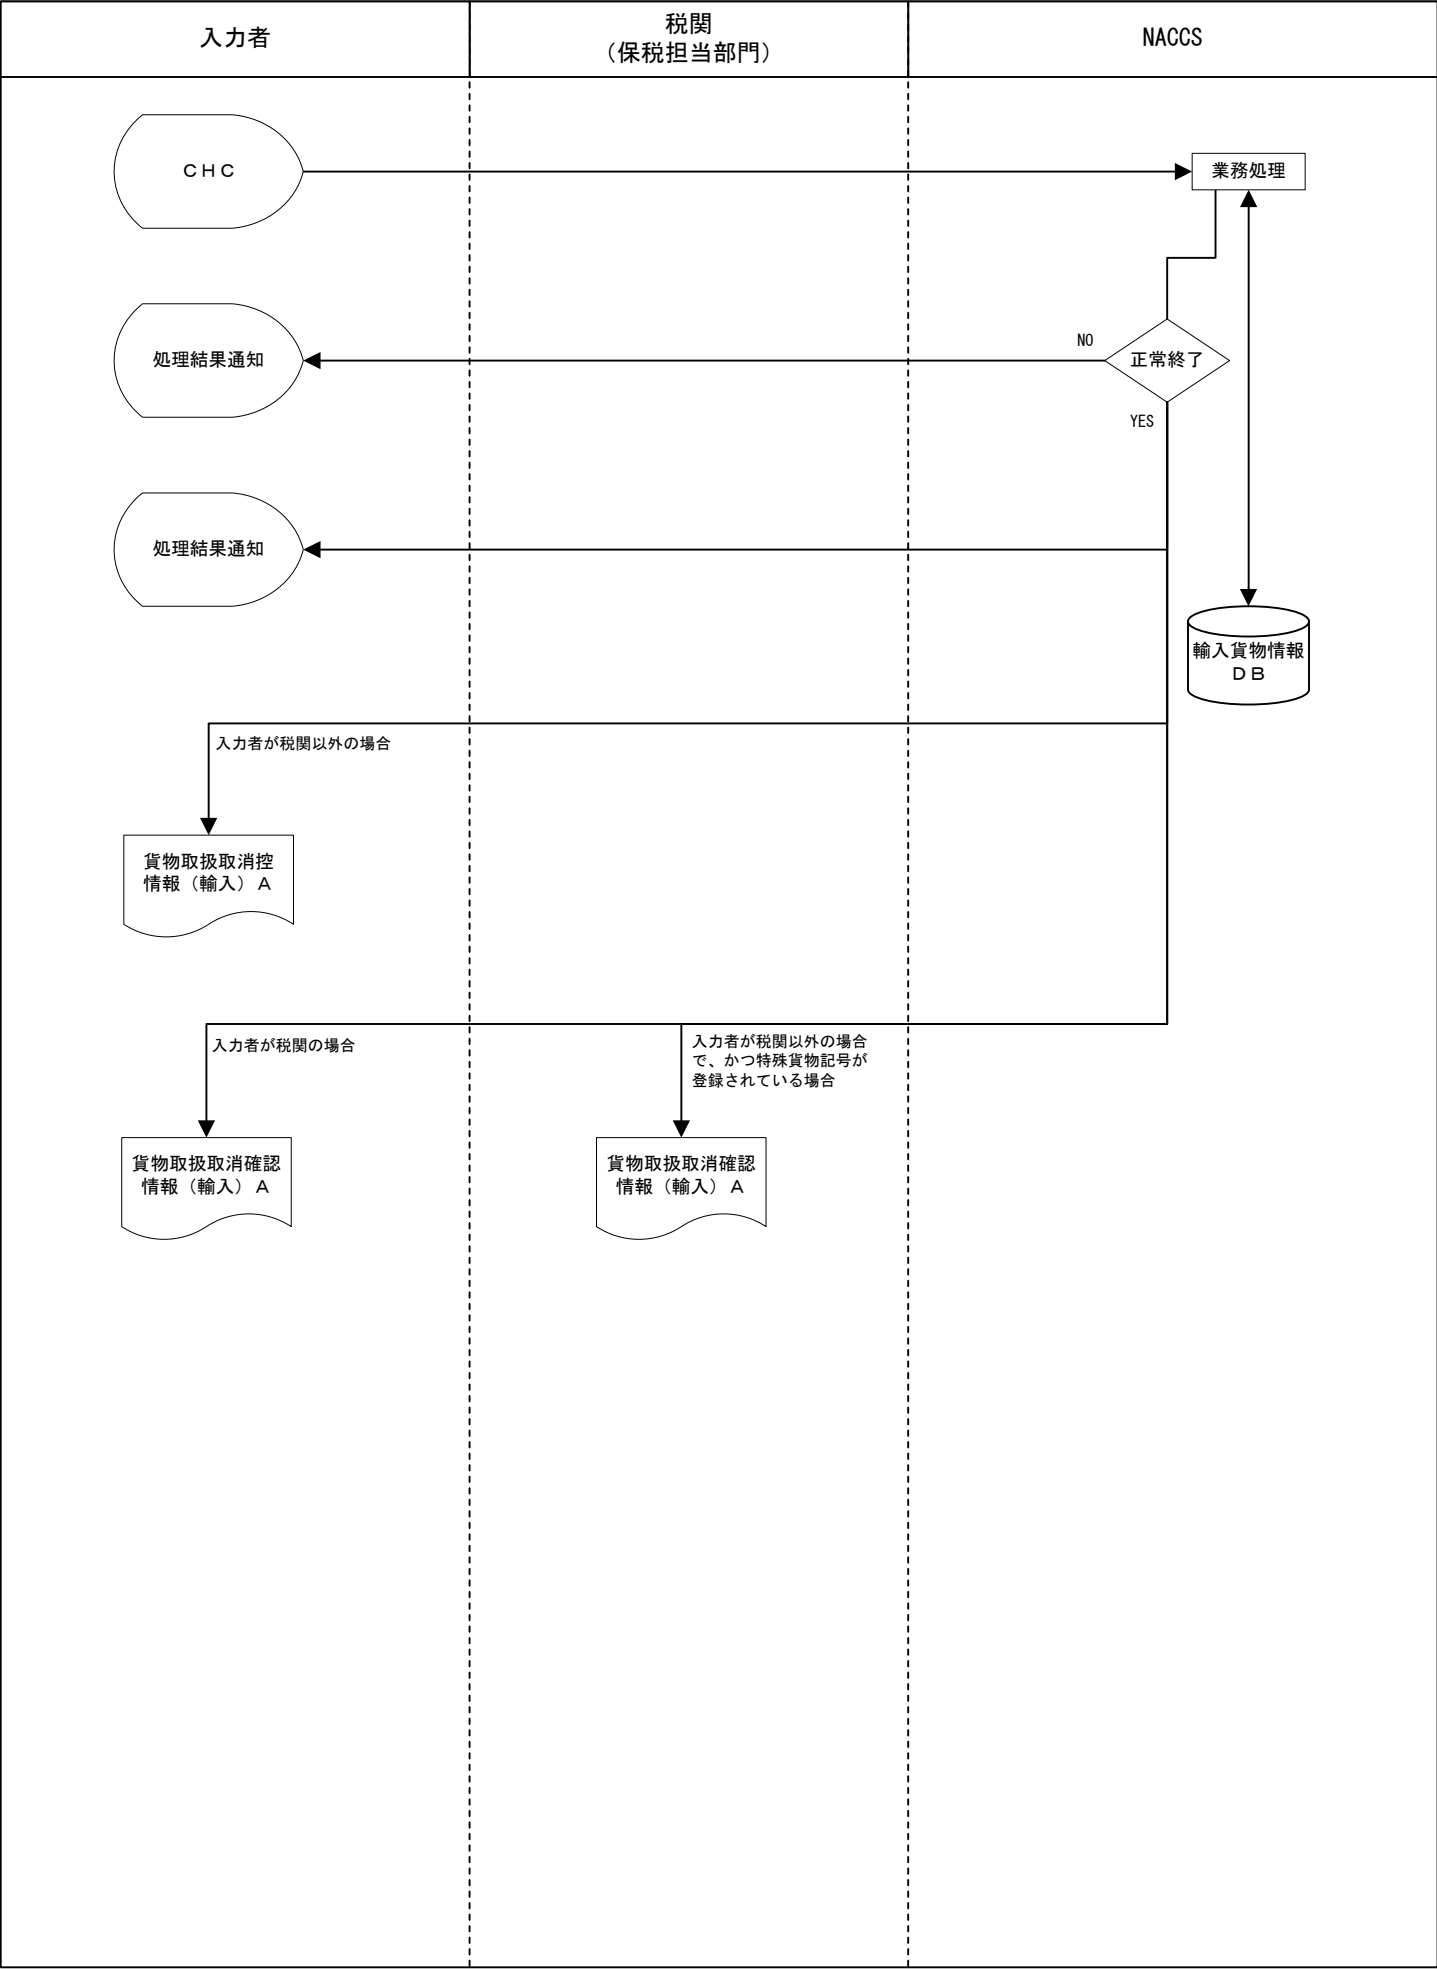 入力者
税関
（保税担当部門）
NACCS
ＣＨＣ
業務処理
処理結果通知
NO
正常終了
YES
処理結果通知
輸入貨物情報
ＤＢ
入力者が税関以外の場合
貨物取扱取消控
情報（輸入）Ａ
入力者が税関の場合
入力者が税関以外の場合
で、かつ特殊貨物記号が
登録されている場合
貨物取扱取消確認
情報（輸入）Ａ
貨物取扱取消確認
情報（輸入）Ａ